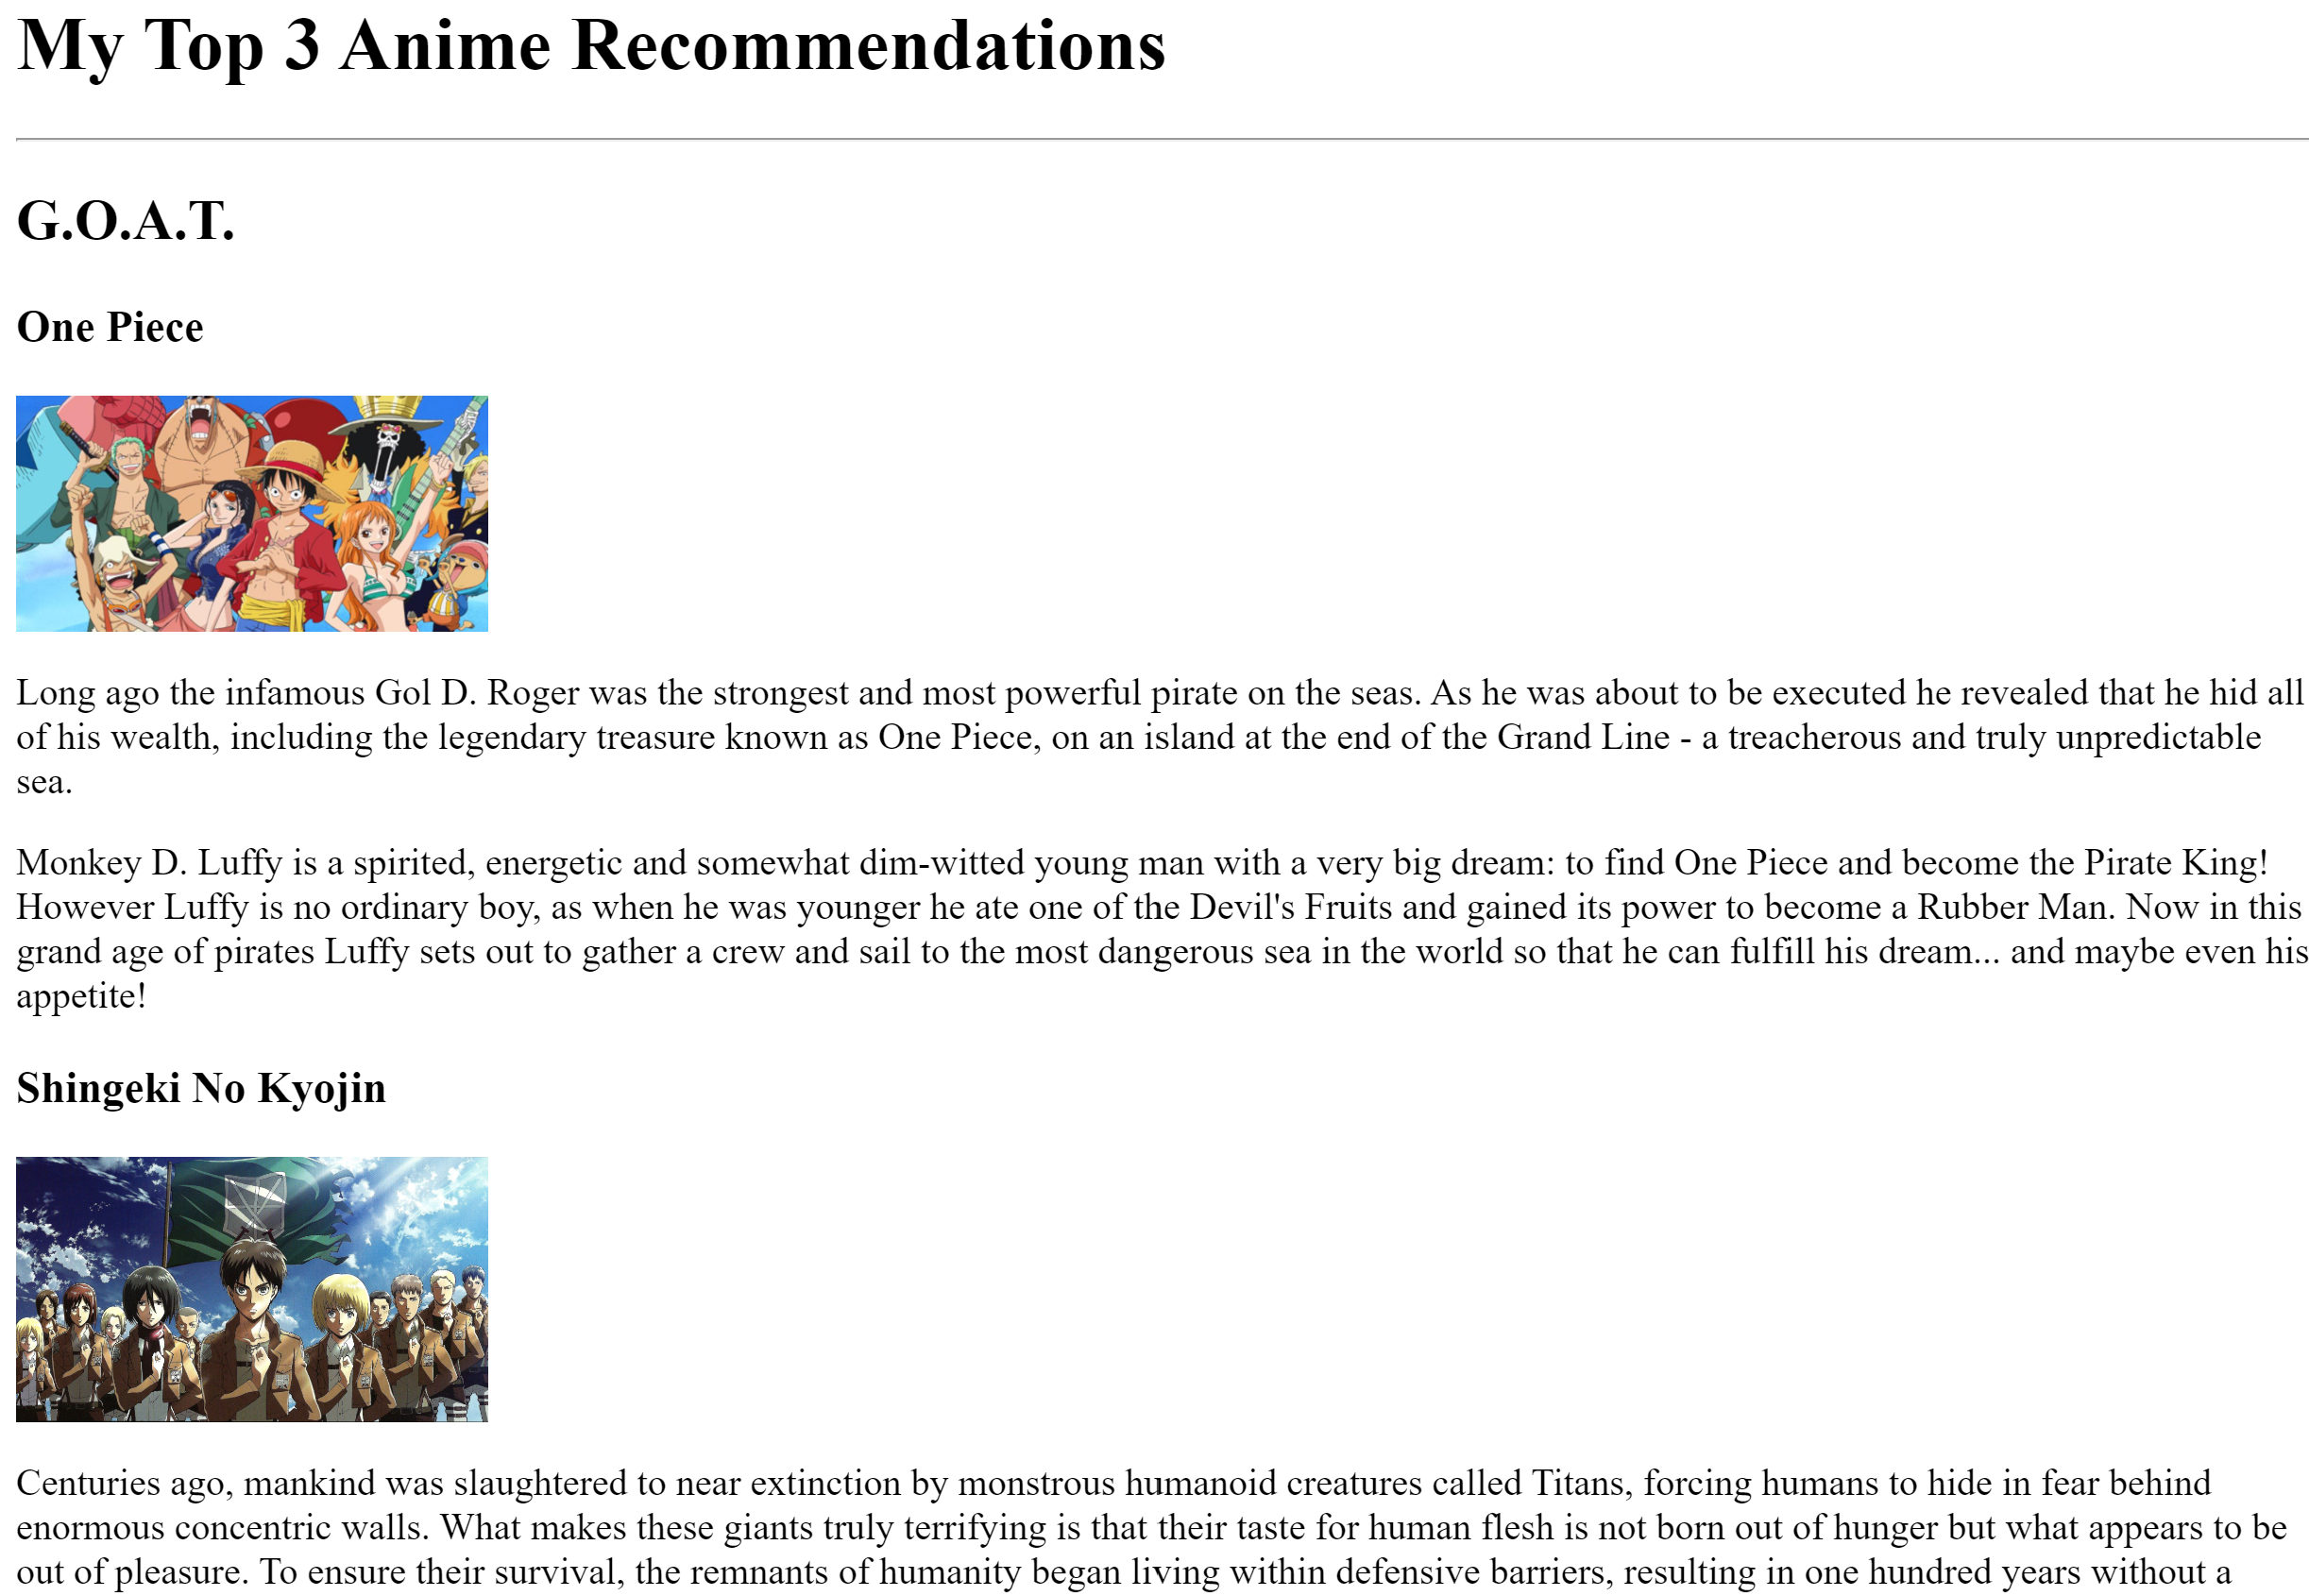 My Top 3 Anime Recommendations
G.O.A.T.
One Piece
Long ago the infamous Gol D. Roger was the strongest and most powerful pirate on the seas. As he was about to be executed he revealed that he hid all
of his wealth, including the legendary treasure known as One Piece, on an island at the end of the Grand Line - a treacherous and truly unpredictable
sea.
Monkey D. Luffy is a spirited, energetic and somewhat dim-witted young man with a very big dream: to find One Piece and become the Pirate King!
However Luffy is no ordinary boy, as when he was younger he ate one of the Devil's Fruits and gained its power to become a Rubber Man. Now in this
grand age of pirates Luffy sets out to gather a crew and sail to the most dangerous sea in the world so that he can fulfill his dream... and maybe even his
appetite!
Shingeki No Kyojin
Centuries ago, mankind was slaughtered to near extinction by monstrous humanoid creatures called Titans, forcing humans to hide in fear behind
enormous concentric walls. What makes these giants truly terrifying is that their taste for human flesh is not born out of hunger but what appears to be
out of pleasure. To ensure their survival, the remnants of humanity began living within defensive barriers, resulting in one hundred years without a